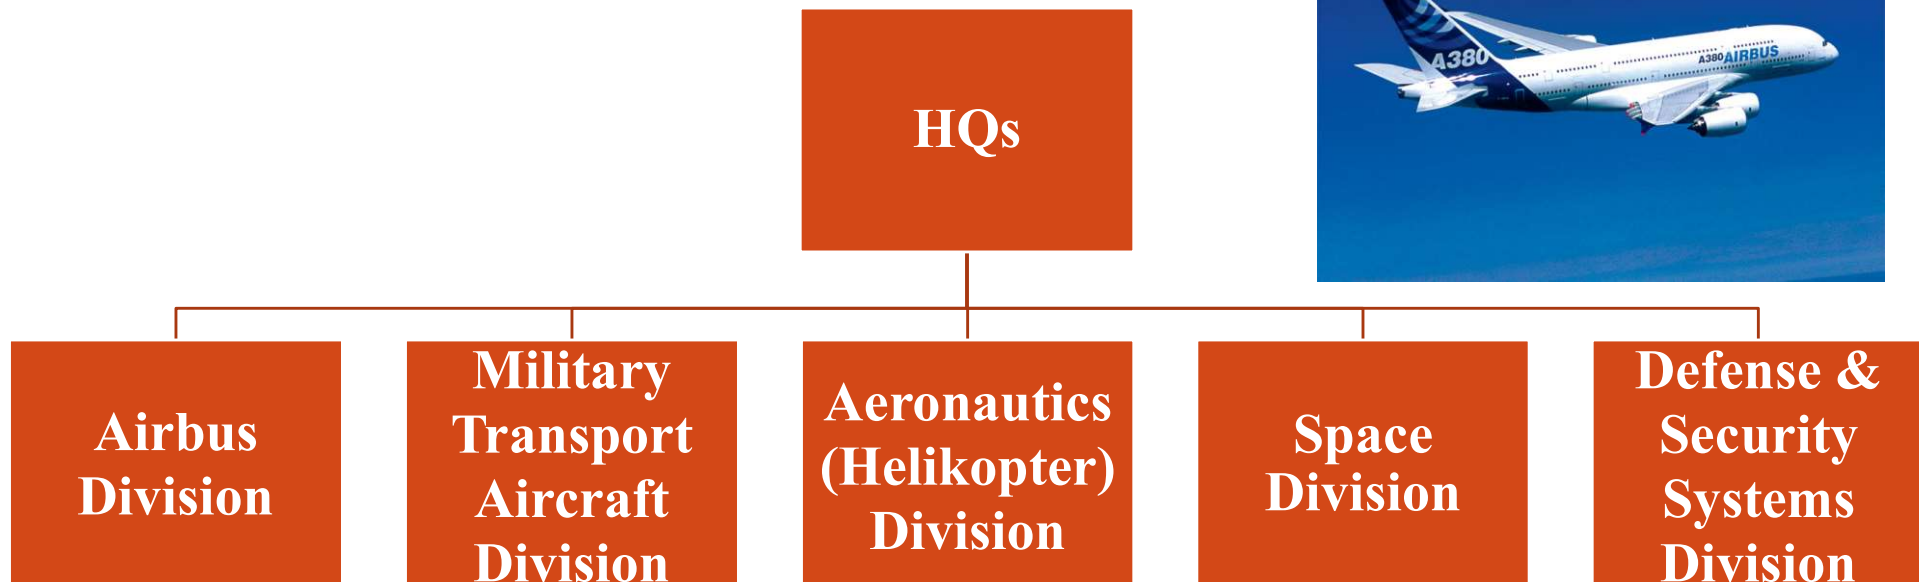 A380
A380 AIRBUS
HQs
Airbus
Division
Military
Transport
Aircraft
Division
Aeronautics
(Helikopter)
Division
Space
Division
Defense &
Security
Systems
Division